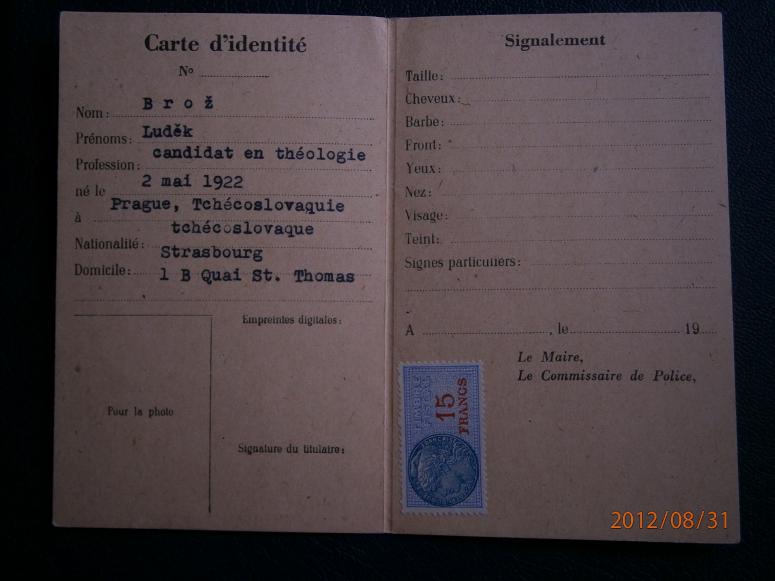 Carte d'identité
Nº
Nom: Brož
Prénoms: Luděk
Profession: candidat en théologie
né le 2 mai 1922
à Prague, Tchécoslovaquie
Nationalité: tchécoslovaque
Domicile: Strasbourg
1 B Quai St. Thomas
Empreintes digitales:
Pour la photo
Signature du titulaire:
Signalement
Taille:
Cheveux:
Barbe:
Front:
Yeux:
Nez:
Visage:
Teint:
Signes particuliers:
A , le 19
Le Maire,
Le Commissaire de Police,
15
FRANCS
2012/08/31